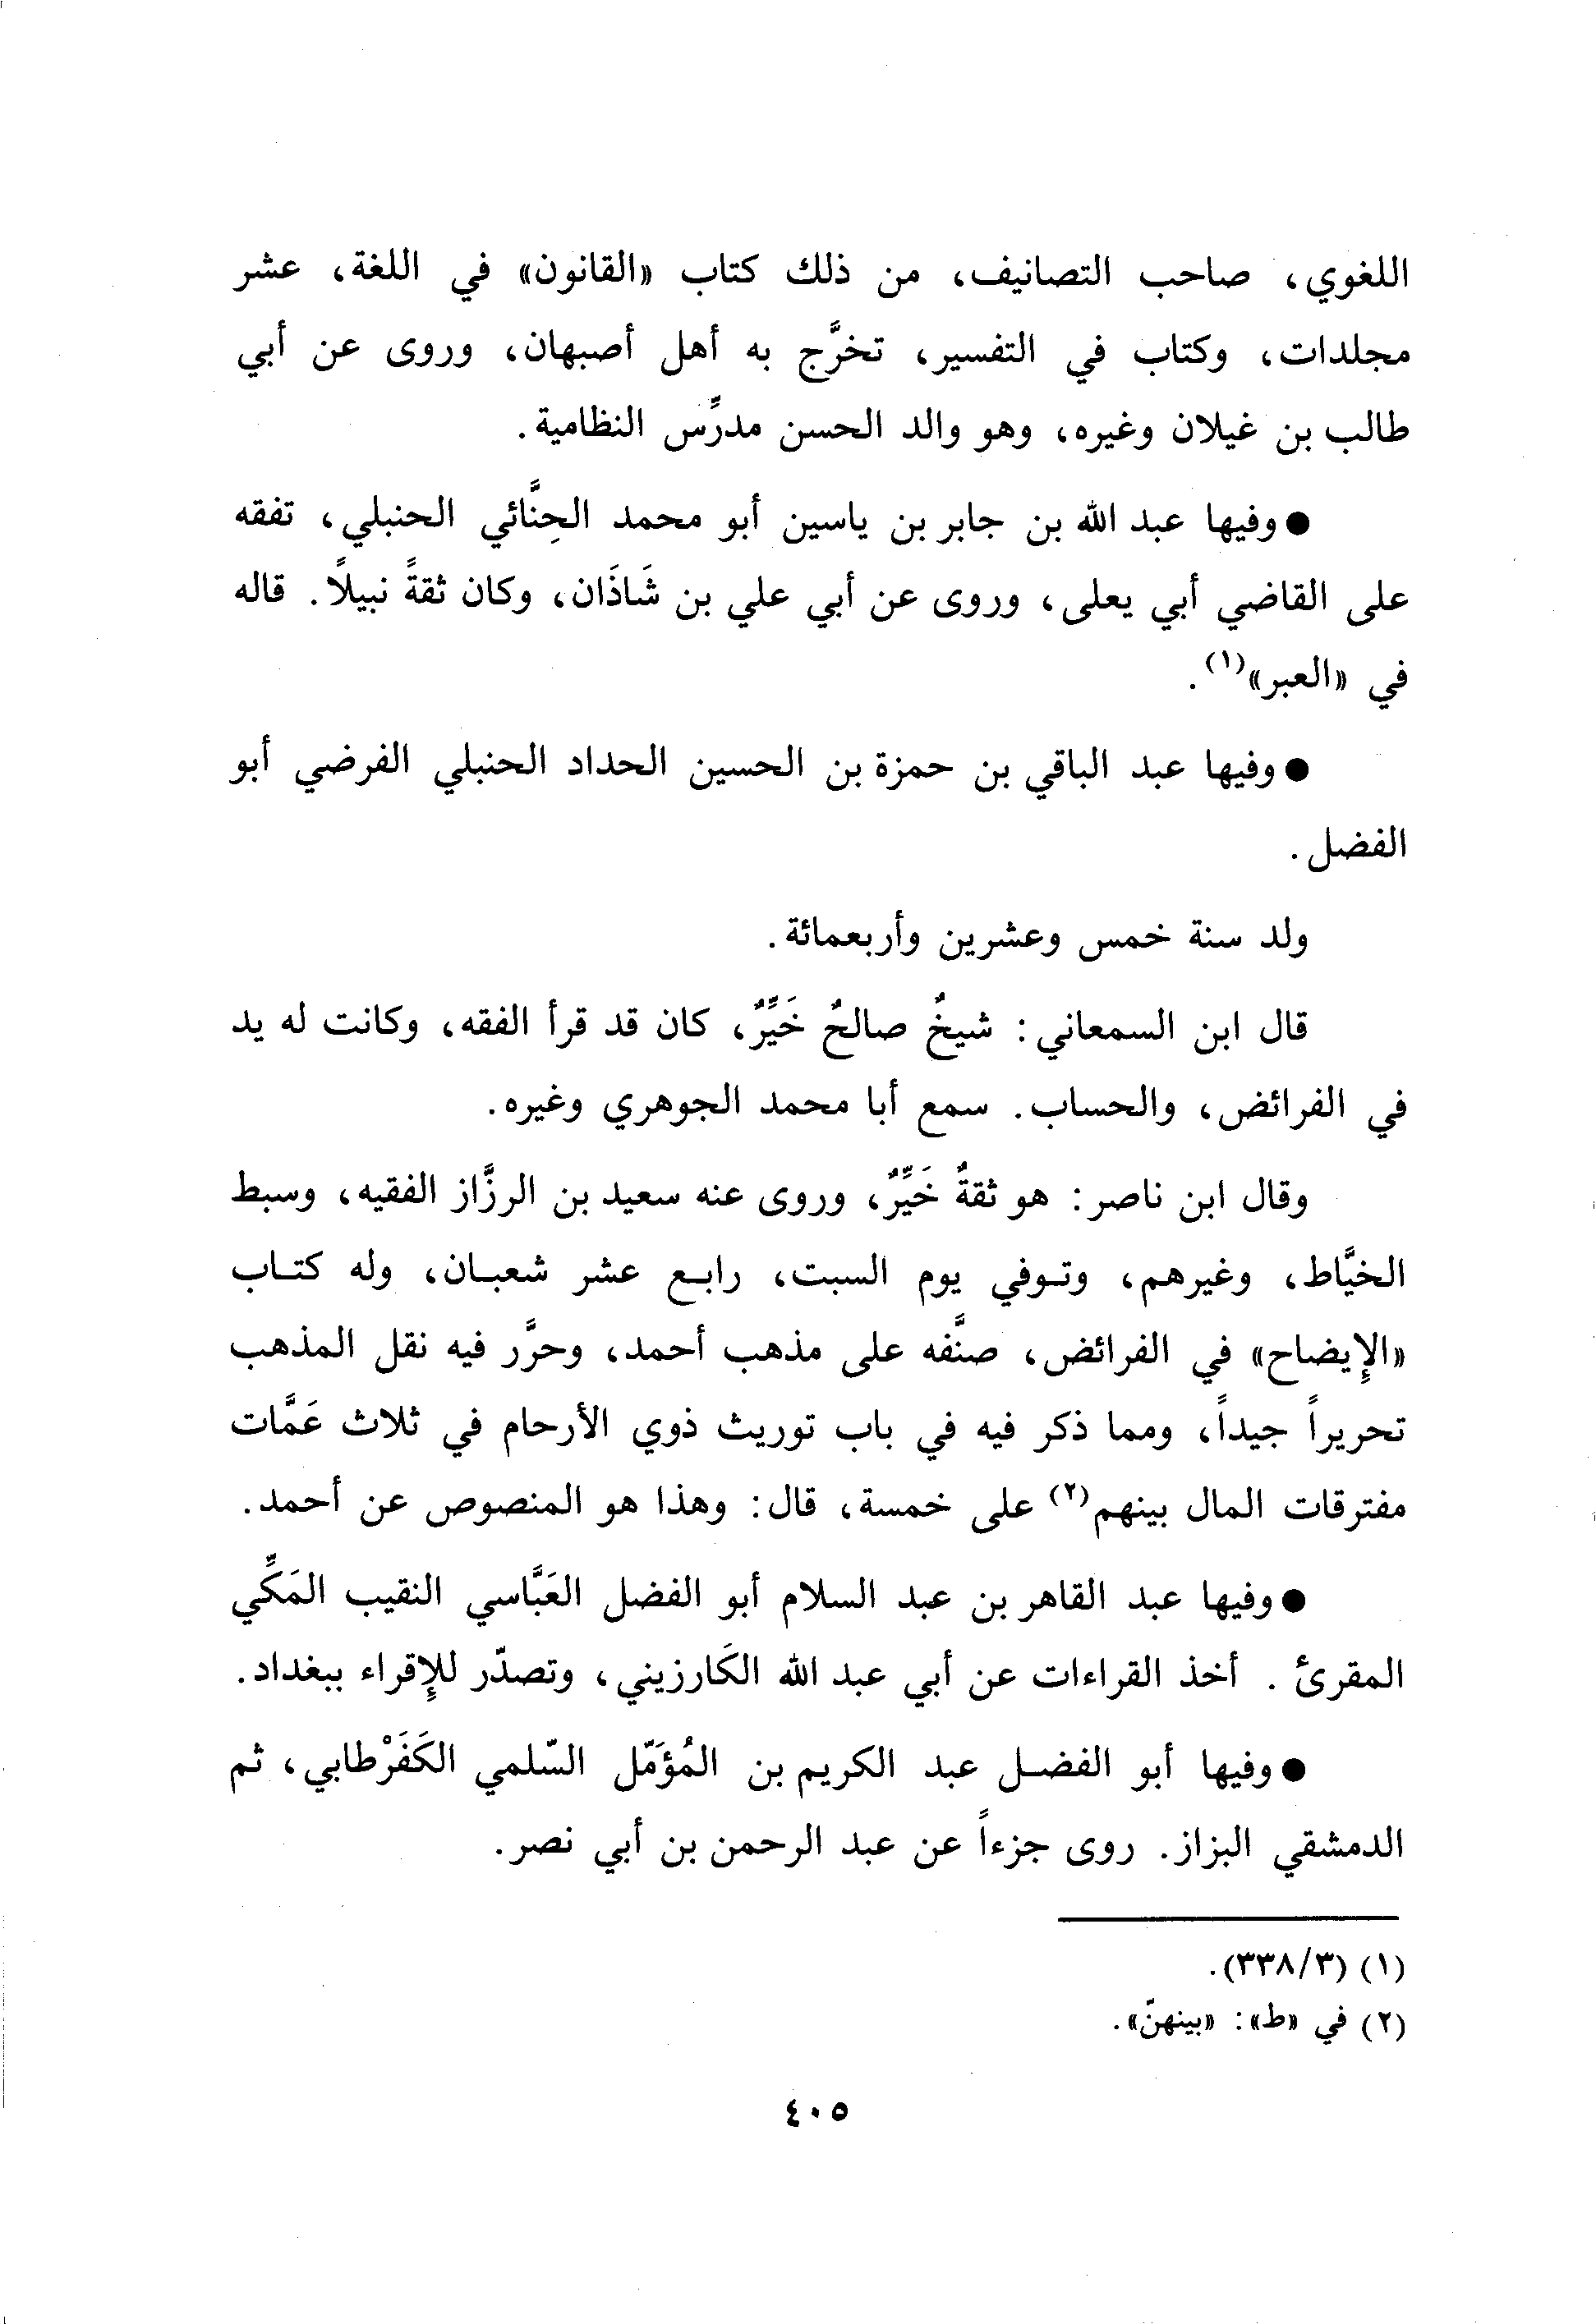 اللغوي، صاحب التصانيف، من ذلك كتاب «القانون» في اللغة، عشر
مجلدات، وكتاب في التفسير، تخرَّج به أهل أصبهان، وروى عن أبي
طالب بن غيلان وغيره، وهو والد الحسن مدرِّس النظامية.
● وفيها عبد الله بن جابر بن ياسين أبو محمد الحِنَّائي الحنبلي، تفقه
على القاضي أبي يعلى، وروى عن أبي علي بن شَاذَان، وكان ثقةً نبيلاً. قاله
في «العبر»(١).
● وفيها عبد الباقي بن حمزة بن الحسين الحداد الحنبلي الفرضي أبو
الفضل.
ولد سنة خمس وعشرين وأربعمائة.
قال ابن السمعاني: شيخٌ صالحٌ خَيِّرٌ، كان قد قرأ الفقه، وكانت له يد
في الفرائض، والحساب. سمع أبا محمد الجوهري وغيره.
وقال ابن ناصر: هو ثقةٌ خَيِّرٌ، وروى عنه سعيد بن الرزَّاز الفقيه، وسبط
الخيَّاط، وغيرهم، وتوفي يوم السبت، رابع عشر شعبان، وله كتاب
«الإِيضاح» في الفرائض، صنَّفه على مذهب أحمد، وحرَّر فيه نقل المذهب
تحريراً جيداً، ومما ذكر فيه في باب توريث ذوي الأرحام في ثلاث عَمَّات
مفترقات المال بينهم(٢) على خمسة، قال: وهذا هو المنصوص عن أحمد.
● وفيها عبد القاهر بن عبد السلام أبو الفضل العَبَّاسي النقيب المَكِّي
المقرئ. أخذ القراءات عن أبي عبد الله الكَارزيني، وتصدّر للإِقراء ببغداد.
● وفيها أبو الفضل عبد الكريم بن المُؤَمّل السّلمي الكَفَرْطابي، ثم
الدمشقي البزاز. روى جزءاً عن عبد الرحمن بن أبي نصر.
(١) (٣/٣٣٨).
(٢) في «ط»: «بينهنّ».
٤٠٥